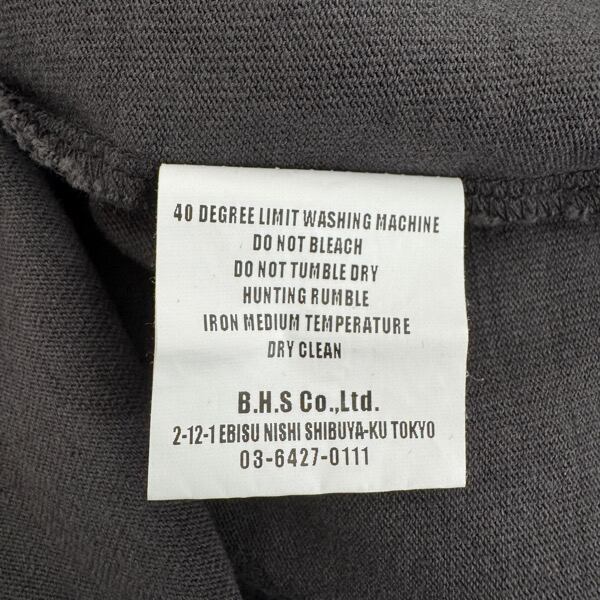 40 DEGREE LIMIT WASHING MACHINE
DO NOT BLEACH
DO NOT TUMBLE DRY
HUNTING RUMBLE
IRON MEDIUM TEMPERATURE
DRY CLEAN
B.H.S Co.,Ltd.
2-12-1 EBISU NISHI SHIBUYA-KU TOKYO
03-6427-0111